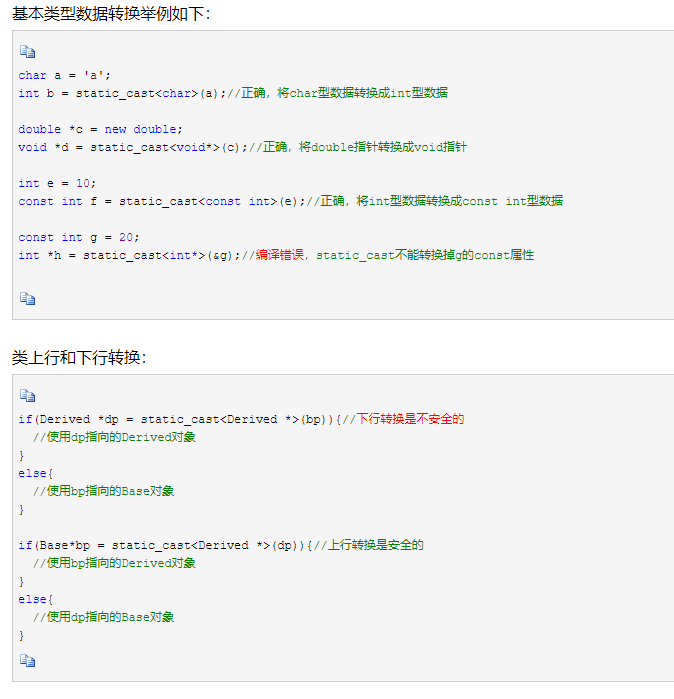 基本类型数据转换举例如下：
char a = 'a';
int b = static_cast<char>(a);//正确，将char型数据转换成int型数据
double *c = new double;
void *d = static_cast<void*>(c);//正确，将double指针转换成void指针
int e = 10;
const int f = static_cast<const int>(e);//正确，将int型数据转换成const int型数据
const int g = 20;
int *h = static_cast<int*>(&g);//编译错误，static_cast不能转换掉g的const属性
类上行和下行转换：
if(Derived *dp = static_cast<Derived *>(bp)){//下行转换是不安全的
  //使用dp指向的Derived对象
}
else{
  //使用bp指向的Base对象
}
if(Base*bp = static_cast<Derived *>(dp)){//上行转换是安全的
  //使用bp指向的Derived对象
}
else{
  //使用dp指向的Base对象
}